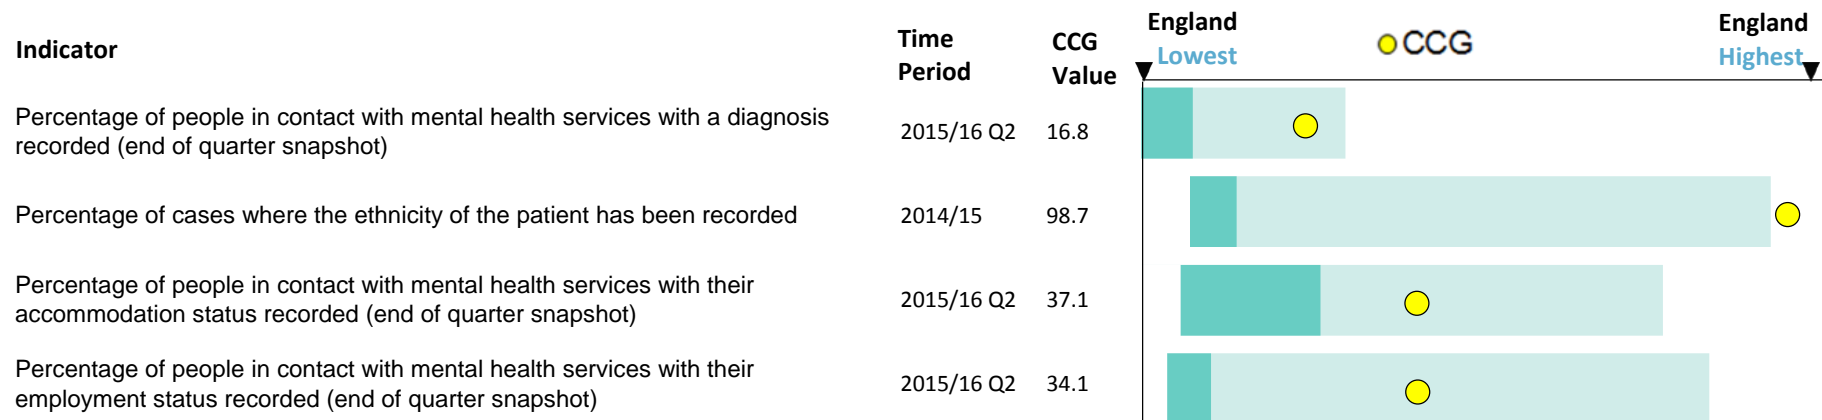 Indicator
Time
Period
CCG
Value
England
Lowest
CCG
England
Highest
Percentage of people in contact with mental health services with a diagnosis
recorded (end of quarter snapshot)
2015/16 Q2
16.8
Percentage of cases where the ethnicity of the patient has been recorded
2014/15
98.7
Percentage of people in contact with mental health services with their
accommodation status recorded (end of quarter snapshot)
2015/16 Q2
37.1
Percentage of people in contact with mental health services with their
employment status recorded (end of quarter snapshot)
2015/16 Q2
34.1